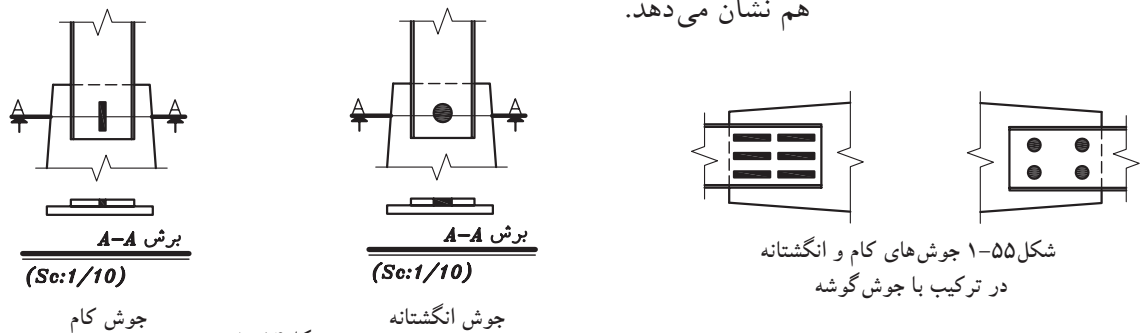 هم نشان می‌دهد.
شکل۵۵-۱ جوش‌های کام و انگشتانه
در ترکیب با جوش‌گوشه
A A
برش A-A
(Sc:1/10)
جوش انگشتانه
A A
برش A-A
(Sc:1/10)
جوش کام